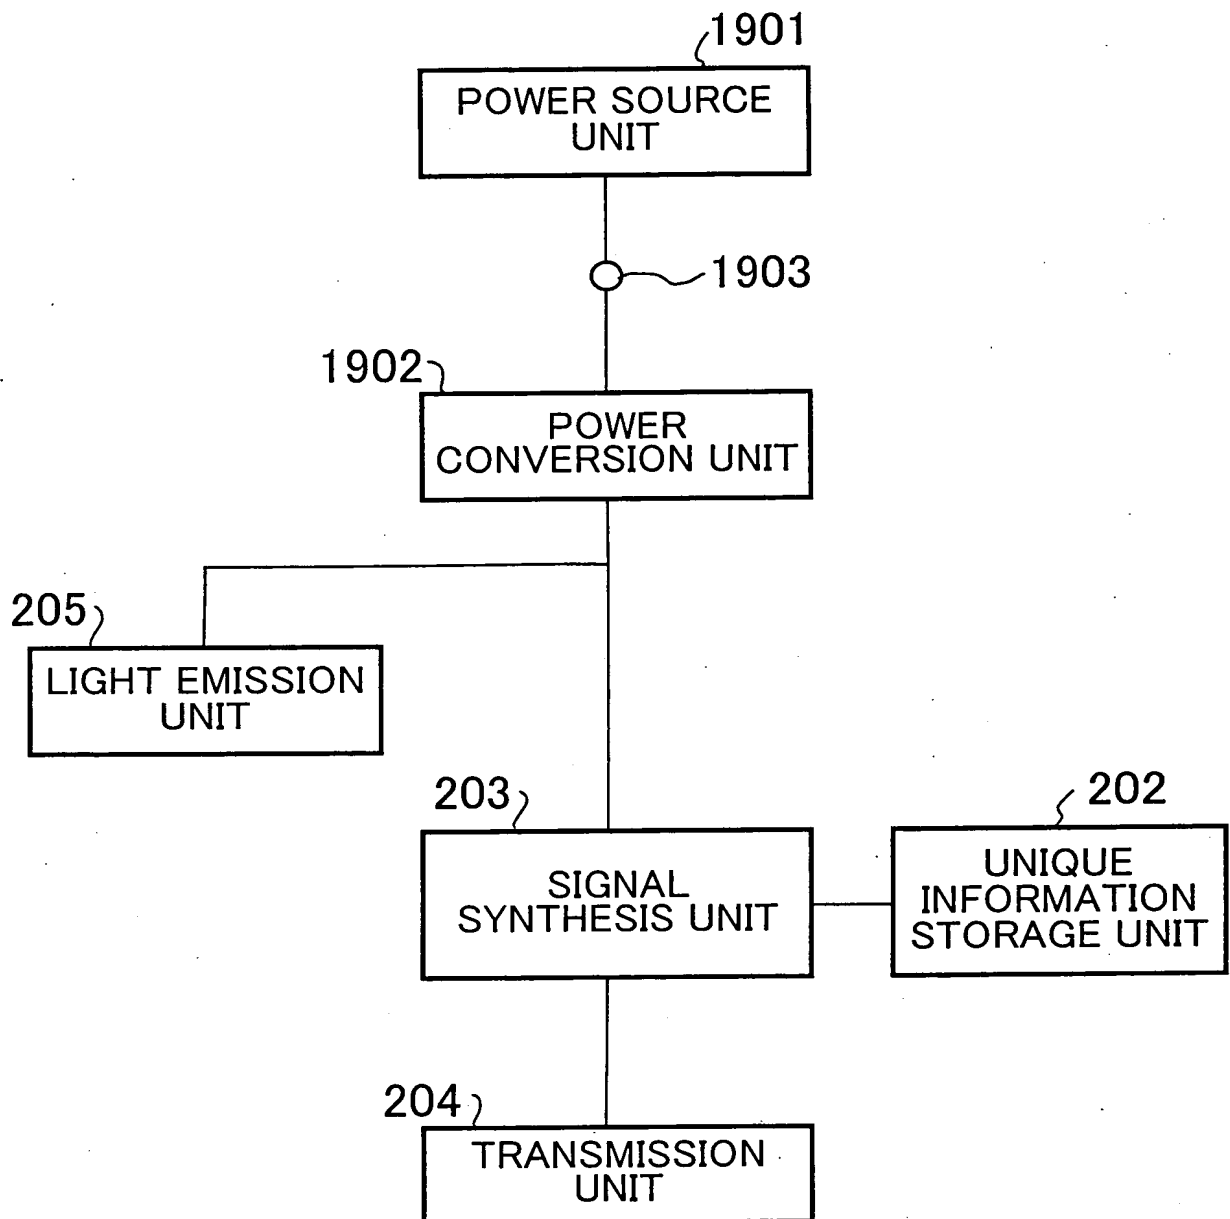 1901
POWER SOURCE
UNIT
1903
1902
POWER
CONVERSION UNIT
205
LIGHT EMISSION
UNIT
203
SIGNAL
SYNTHESIS UNIT
202
UNIQUE
INFORMATION
STORAGE UNIT
204
TRANSMISSION
UNIT